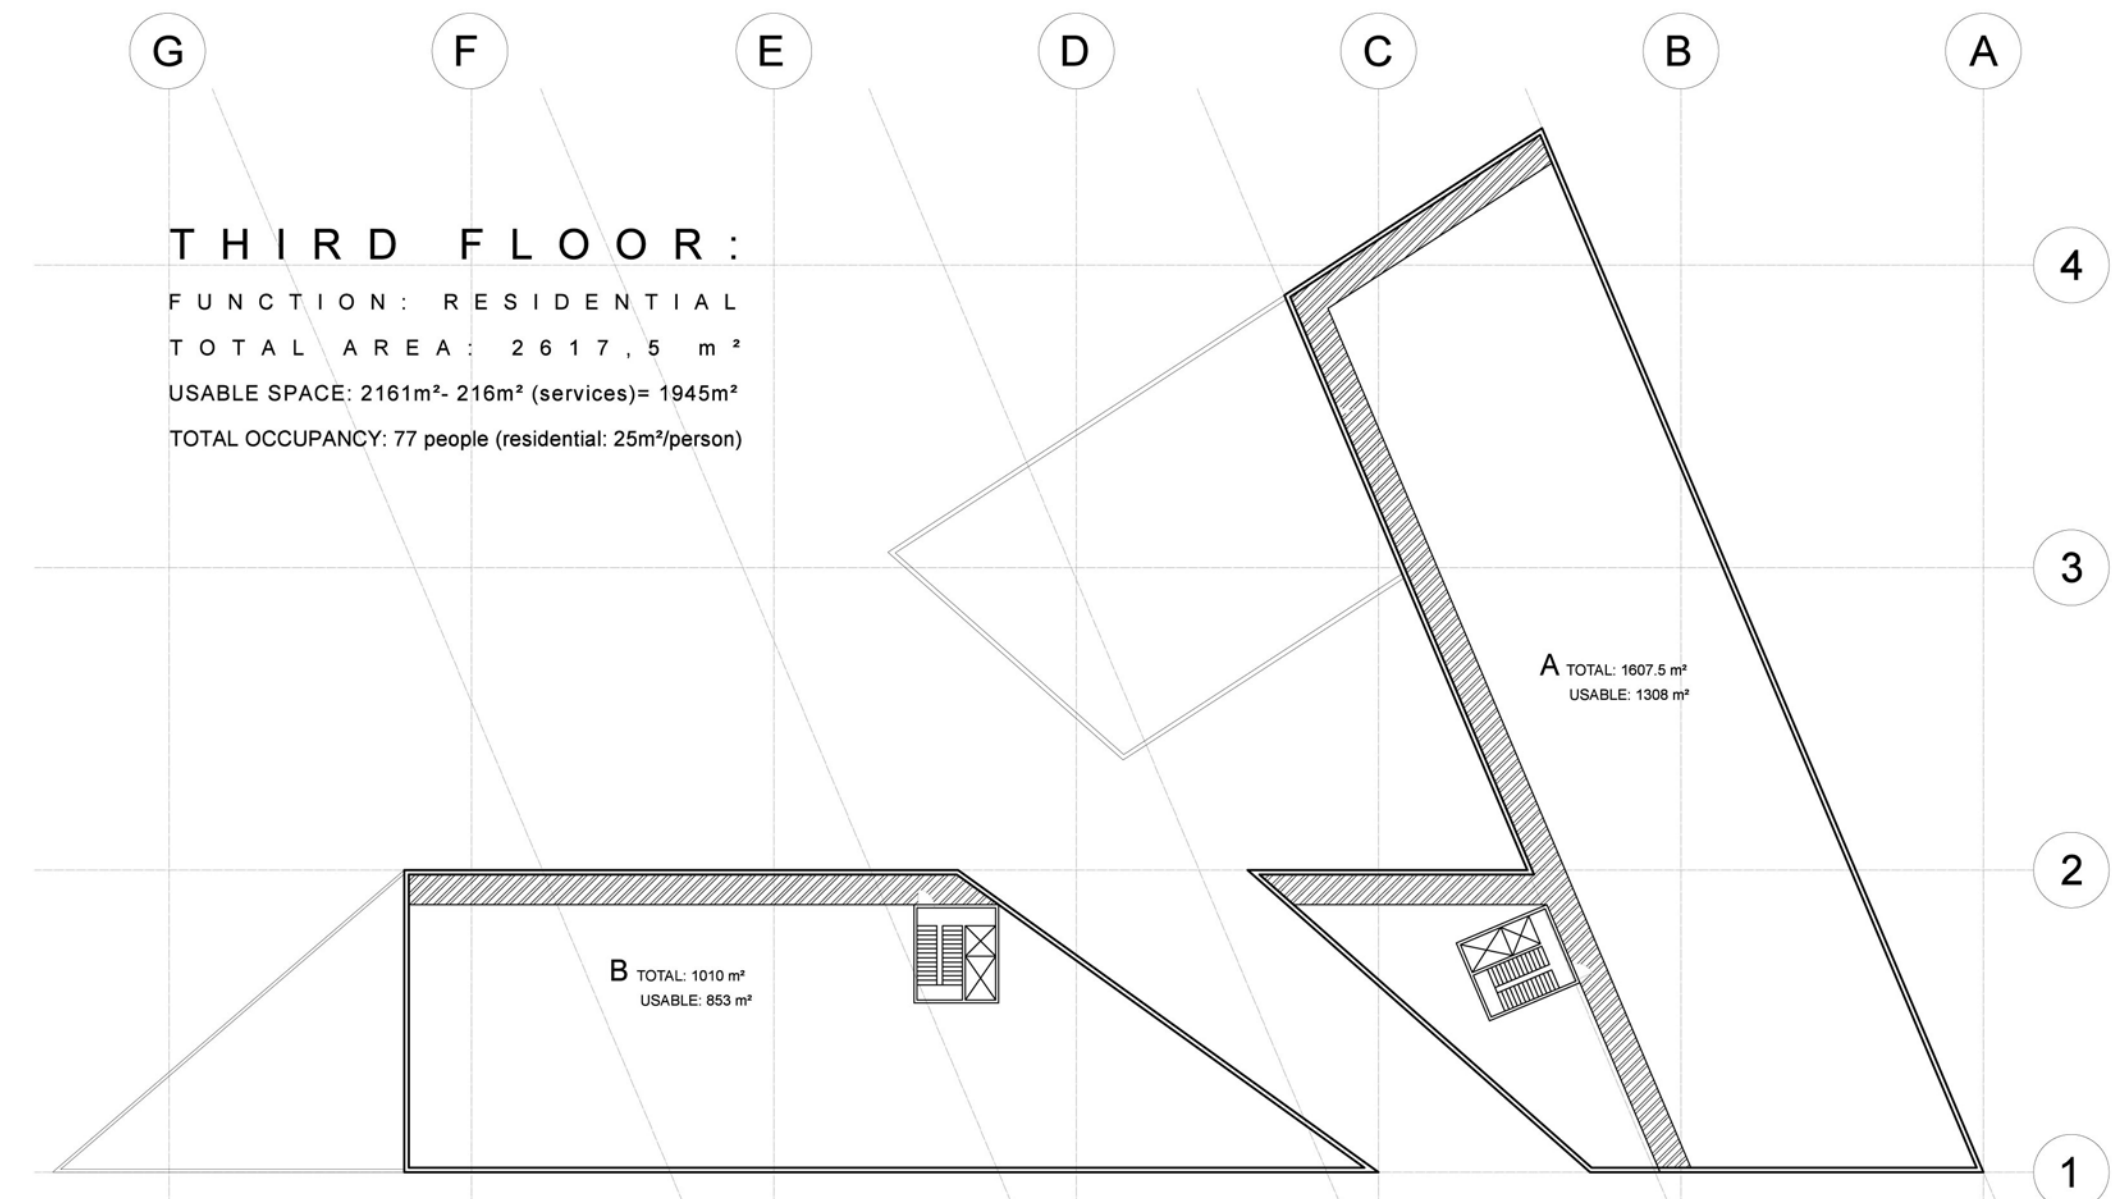 G F E D C B A
THIRD FLOOR:
4
FUNCTION: RESIDENTIAL
TOTAL AREA: 2617,5 m²
USABLE SPACE: 2161m²- 216m² (services)= 1945m²
TOTAL OCCUPANCY: 77 people (residential: 25m²/person)
3
A TOTAL: 1607.5 m²
USABLE: 1308 m²
2
B TOTAL: 1010 m²
USABLE: 853 m²
1